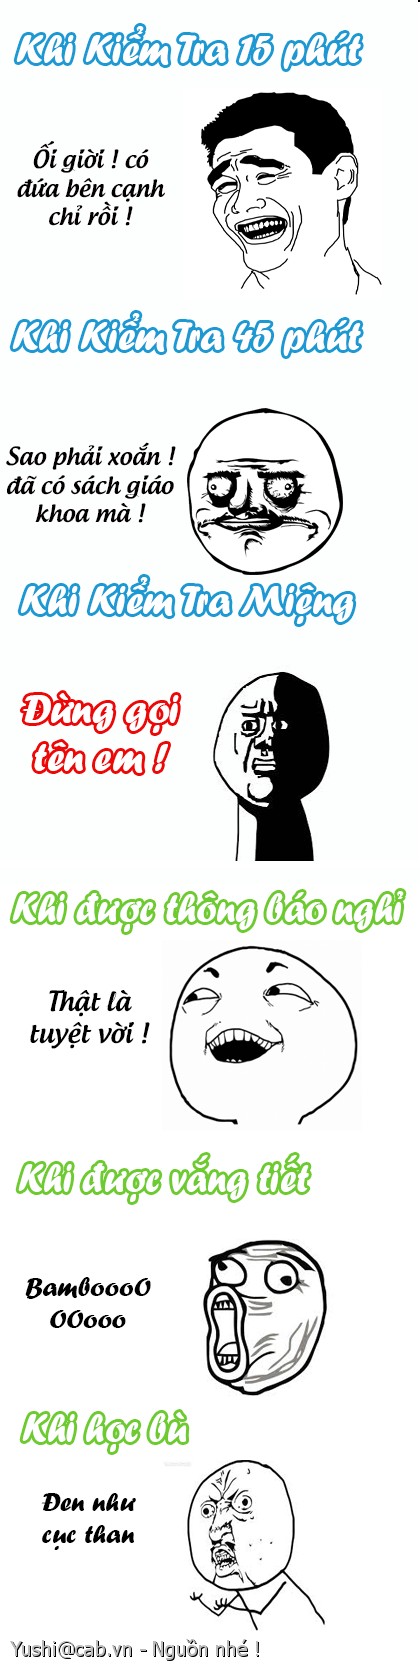 Khi Kiểm Tra 15 phút
Ối giời ! có
đứa bên cạnh
chỉ rồi !
Khi Kiểm Tra 45 phút
Sao phải xoắn !
đã có sách giáo
khoa mà !
Khi Kiểm Tra Miệng
Đừng gọi
tên em !
Khi được thông báo nghỉ
Thật là
tuyệt vời !
Khi được vắng tiết
BamboooO
OOooo
Khi học bù
Đen như
cục than
Yushi@cab.vn - Nguồn nhé !